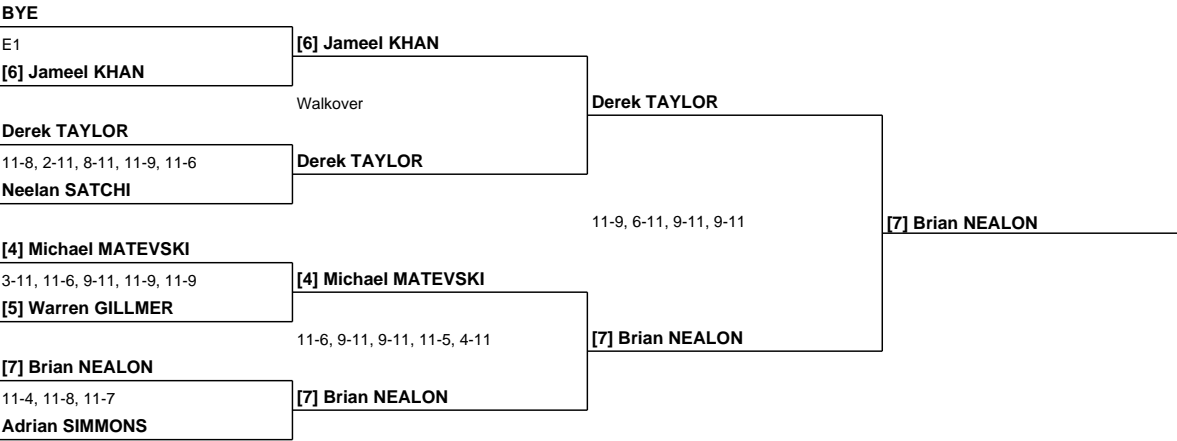 BYE
E1
[6] Jameel KHAN
[6] Jameel KHAN
Walkover
Derek TAYLOR
Derek TAYLOR
11-8, 2-11, 8-11, 11-9, 11-6
Derek TAYLOR
Neelan SATCHI
11-9, 6-11, 9-11, 9-11
[7] Brian NEALON
[4] Michael MATEVSKI
3-11, 11-6, 9-11, 11-9, 11-9
[4] Michael MATEVSKI
[5] Warren GILLMER
11-6, 9-11, 9-11, 11-5, 4-11
[7] Brian NEALON
[7] Brian NEALON
11-4, 11-8, 11-7
[7] Brian NEALON
Adrian SIMMONS